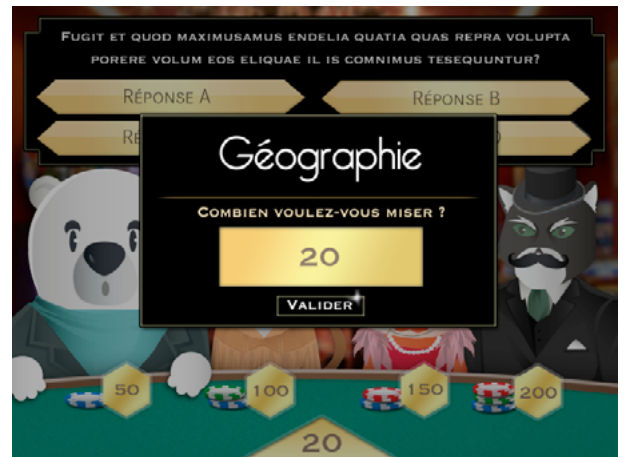 Fugit et quod maximusamus endelia quatia quas repra volupta
porere volum eos eliquae il is comnimus tesequuntur?
Réponse A
Réponse B
Géographie
Combien voulez-vous miser ?
20
Valider
50
100
150
200
20